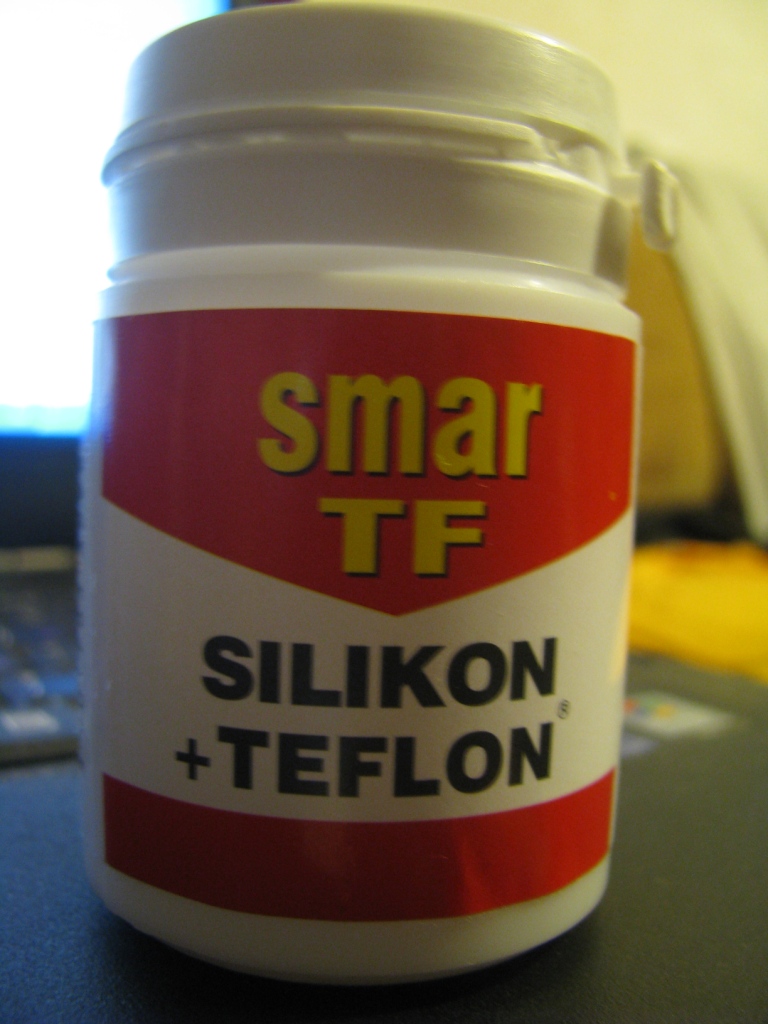 smar
TF
SILIKON
+TEFLON®